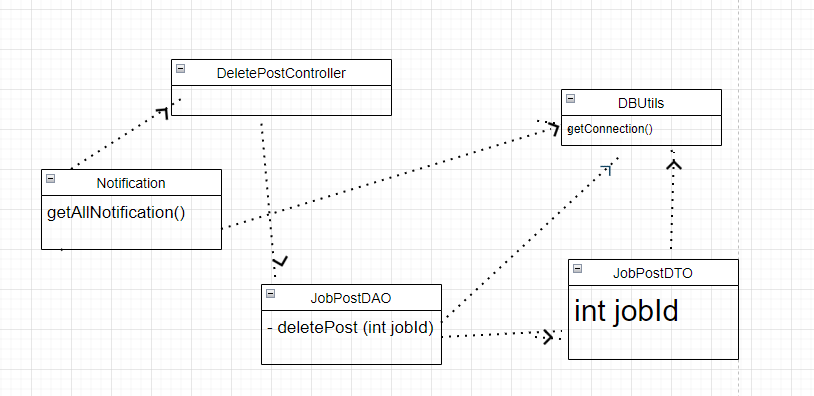 DeletePostController
DBUtils
getConnection()
Notification
getAllNotification()
JobPostDAO
- deletePost (int jobId)
JobPostDTO
int jobId